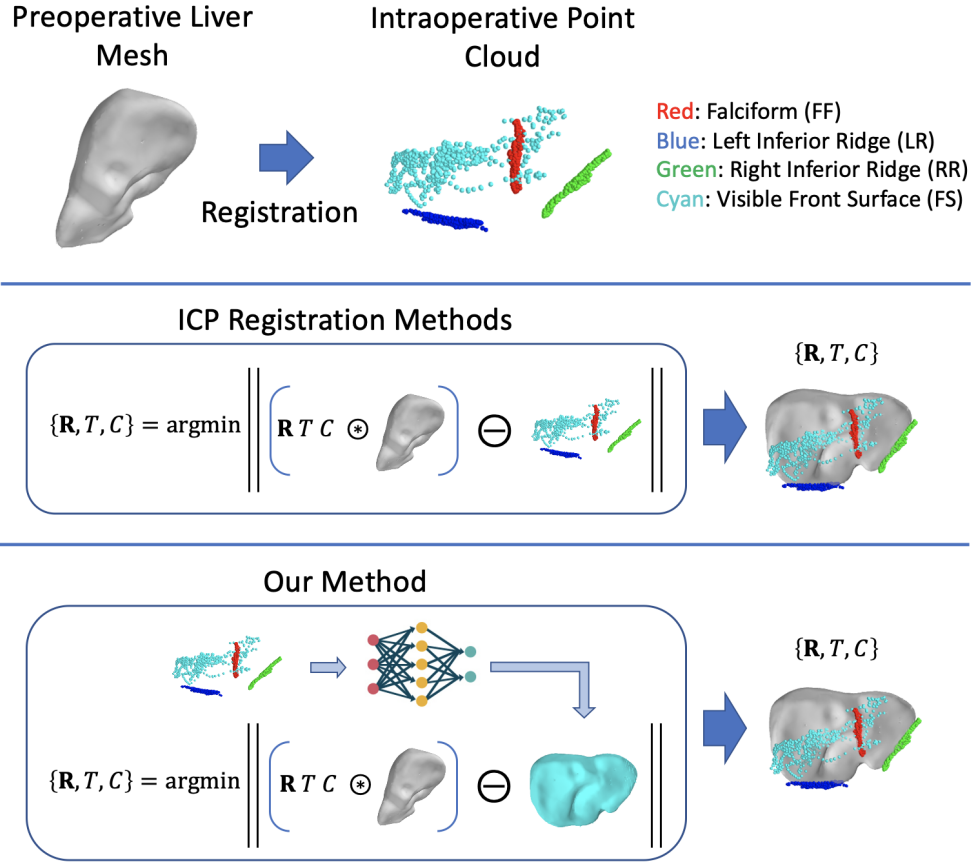 Preoperative Liver
Mesh
Intraoperative Point
Cloud
Registration
Red: Falciform (FF)
Blue: Left Inferior Ridge (LR)
Green: Right Inferior Ridge (RR)
Cyan: Visible Front Surface (FS)
ICP Registration Methods
{R, T, C} = argmin
R T C ⊛
⊖
{R, T, C}
Our Method
{R, T, C} = argmin
R T C ⊛
⊖
{R, T, C}